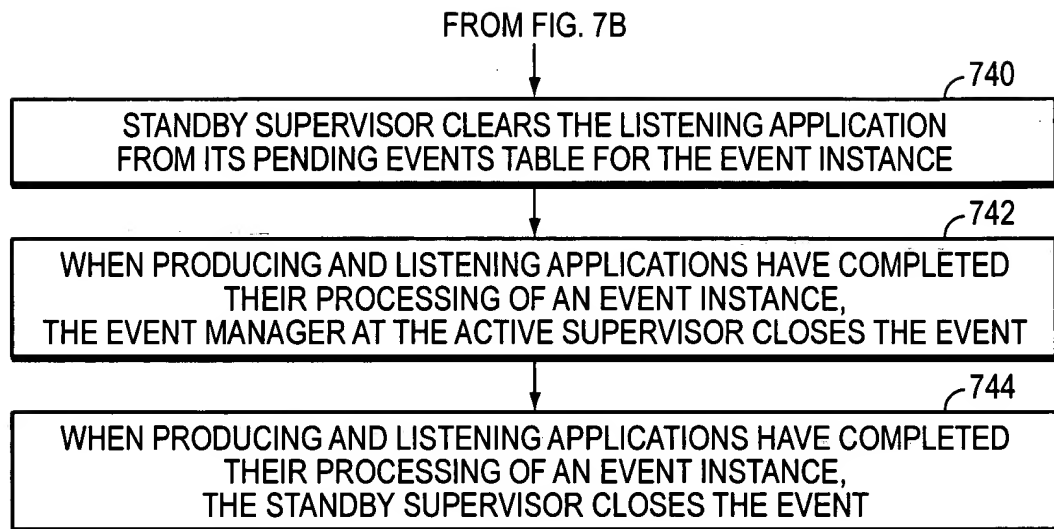 FROM FIG. 7B
740
STANDBY SUPERVISOR CLEARS THE LISTENING APPLICATION
FROM ITS PENDING EVENTS TABLE FOR THE EVENT INSTANCE
742
WHEN PRODUCING AND LISTENING APPLICATIONS HAVE COMPLETED
THEIR PROCESSING OF AN EVENT INSTANCE,
THE EVENT MANAGER AT THE ACTIVE SUPERVISOR CLOSES THE EVENT
744
WHEN PRODUCING AND LISTENING APPLICATIONS HAVE COMPLETED
THEIR PROCESSING OF AN EVENT INSTANCE,
THE STANDBY SUPERVISOR CLOSES THE EVENT